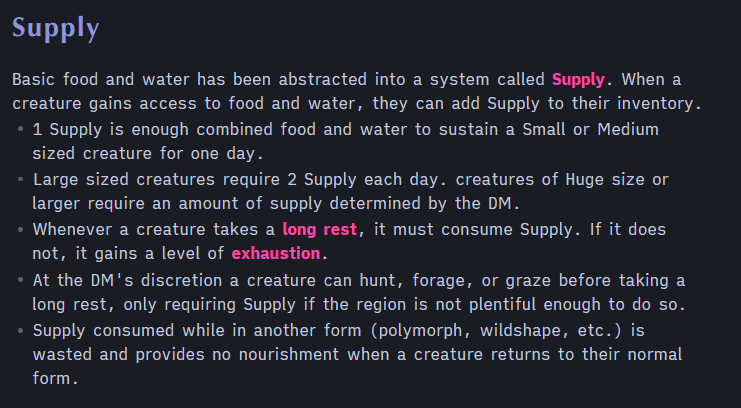 Supply
Basic food and water has been abstracted into a system called Supply. When a
creature gains access to food and water, they can add Supply to their inventory.
• 1 Supply is enough combined food and water to sustain a Small or Medium
sized creature for one day.
• Large sized creatures require 2 Supply each day. creatures of Huge size or
larger require an amount of supply determined by the DM.
• Whenever a creature takes a long rest, it must consume Supply. If it does
not, it gains a level of exhaustion.
• At the DM's discretion a creature can hunt, forage, or graze before taking a
long rest, only requiring Supply if the region is not plentiful enough to do so.
• Supply consumed while in another form (polymorph, wildshape, etc.) is
wasted and provides no nourishment when a creature returns to their normal
form.